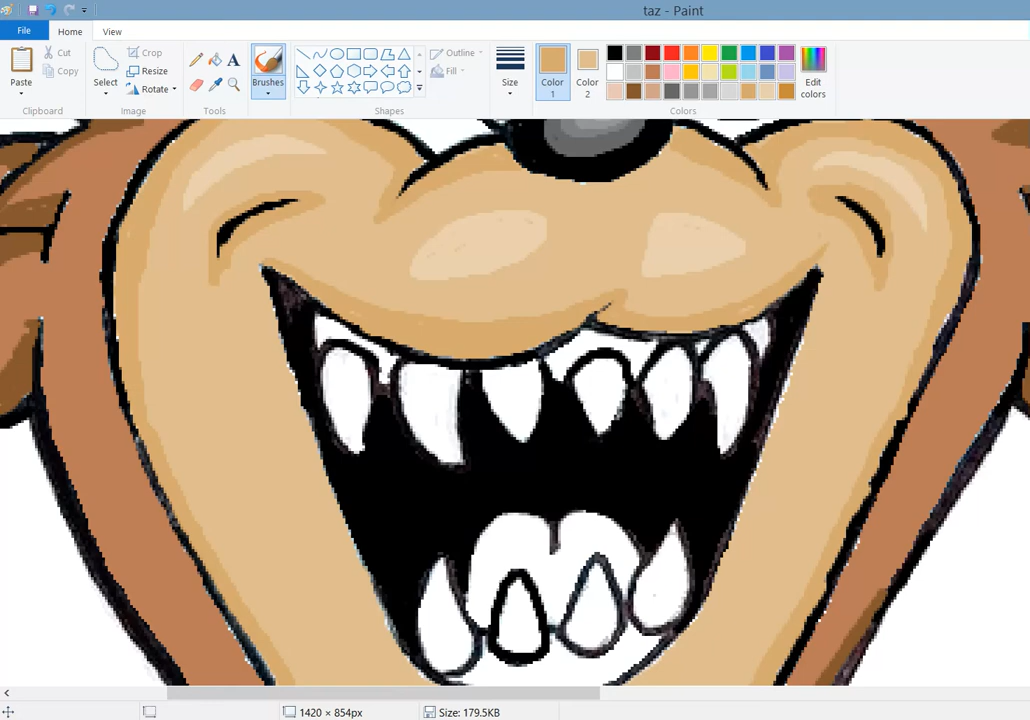 taz - Paint
File Home View
Paste Cut Copy Clipboard
Select Crop Resize Rotate Image
A
Tools
Brushes
Outline Fill Shapes
Size
Color 1
Color 2
Edit colors
Colors
1420 × 854px Size: 179.5KB